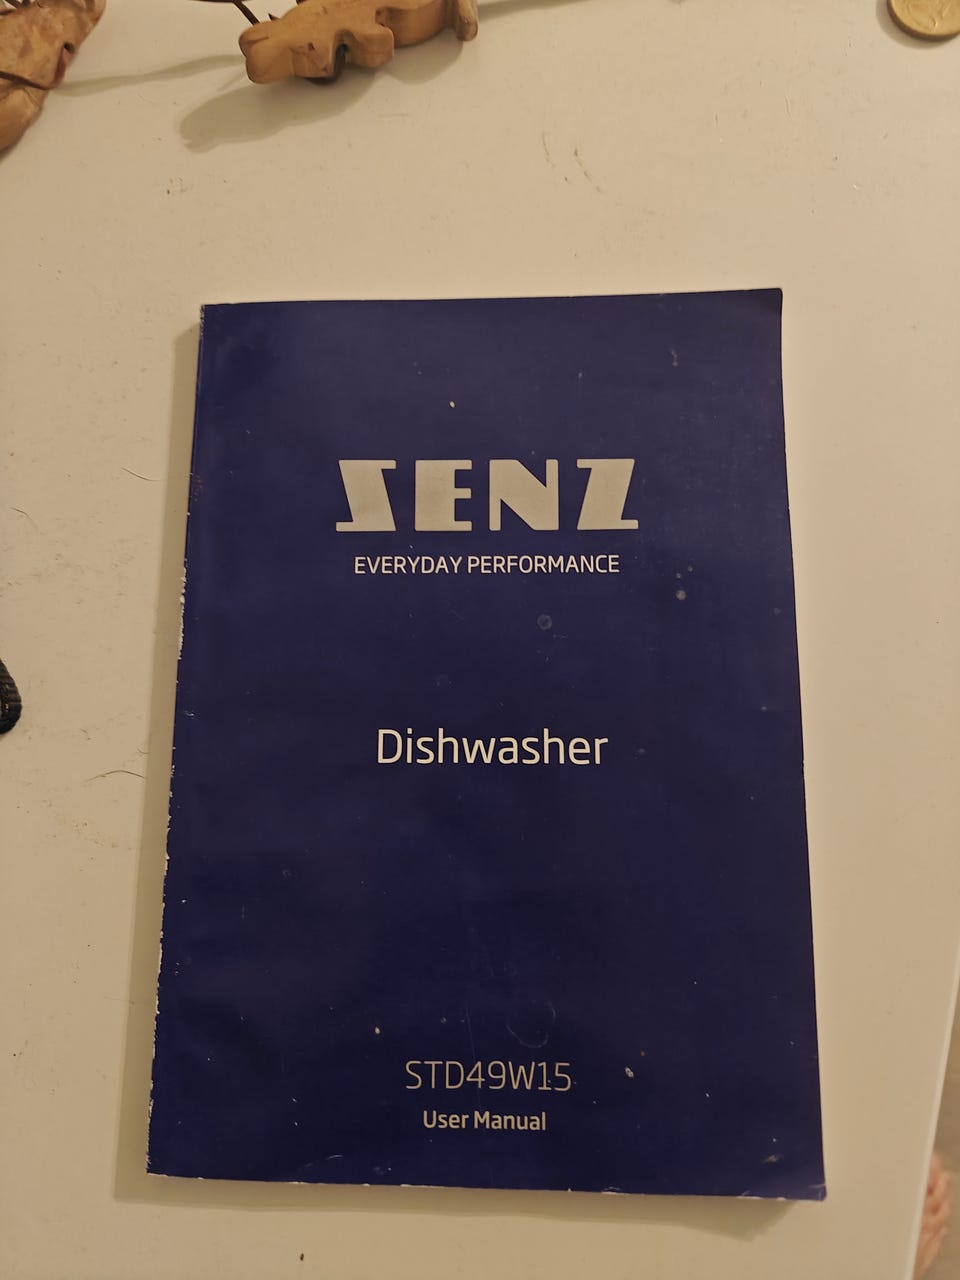 SENZ
EVERYDAY PERFORMANCE
Dishwasher
STD49W15
User Manual